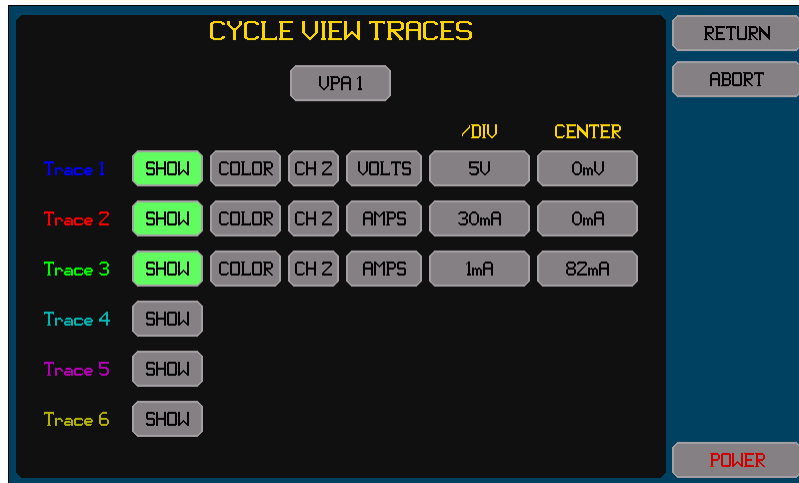 CYCLE VIEW TRACES
RETURN
VPA 1
ABORT
/DIV CENTER
Trace 1 SHOW COLOR CH 2 VOLTS 5V 0mV
Trace 2 SHOW COLOR CH 2 AMPS 30mA 0mA
Trace 3 SHOW COLOR CH 2 AMPS 1mA 82mA
Trace 4 SHOW
Trace 5 SHOW
Trace 6 SHOW
POWER